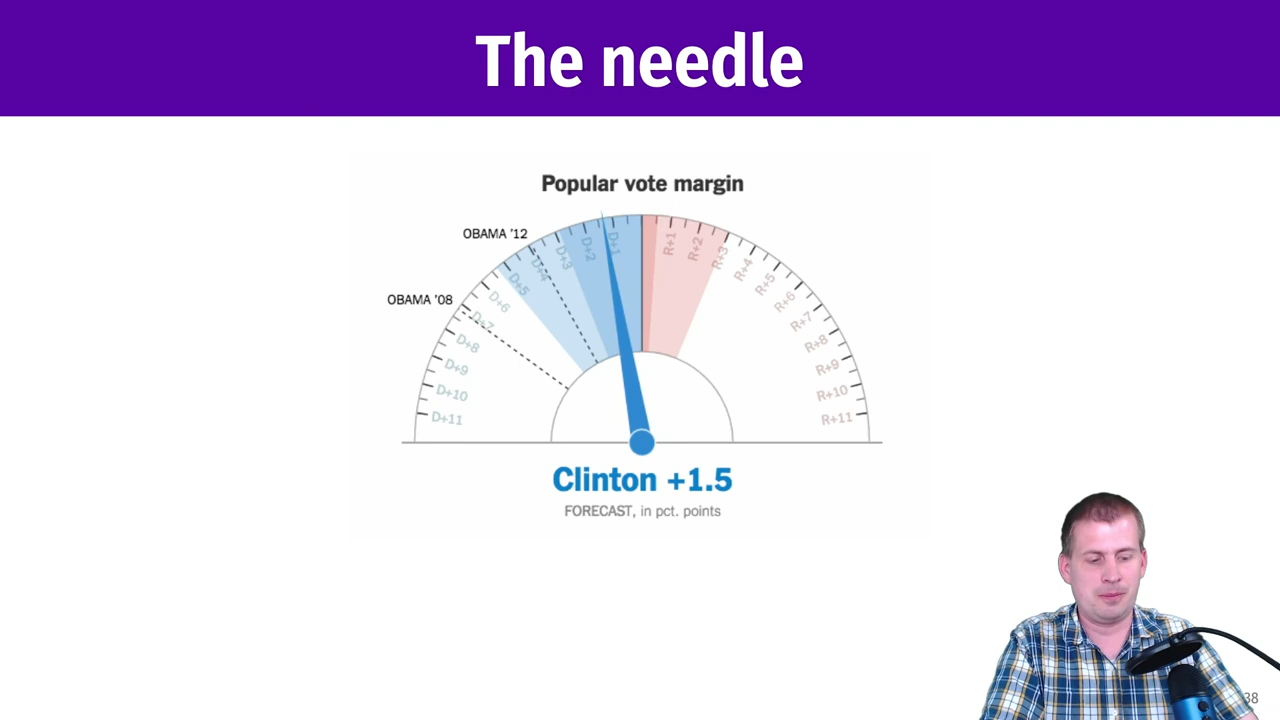 The needle
Popular vote margin
OBAMA '12
OBAMA '08
D+11
D+10
D+9
D+8
D+7
D+6
D+5
D+4
D+3
D+2
D+1
R+1
R+2
R+3
R+4
R+5
R+6
R+7
R+8
R+9
R+10
R+11
Clinton +1.5
FORECAST, in pct. points
38